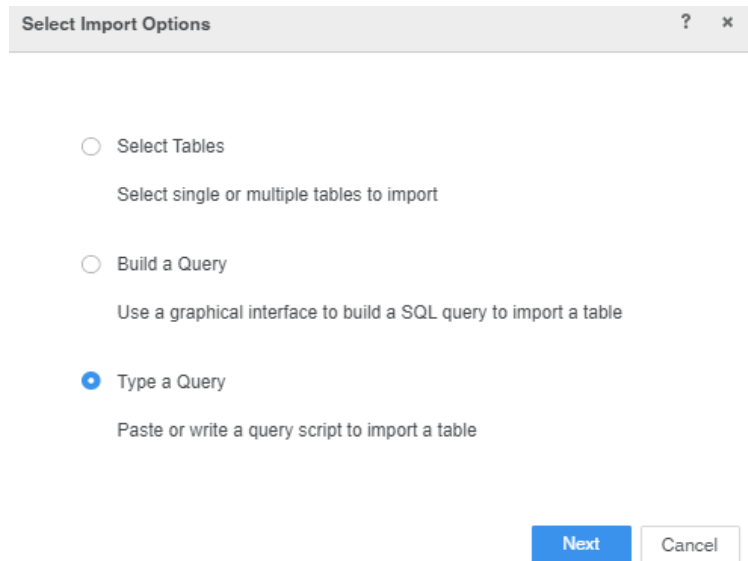 Select Import Options ? ×
Select Tables
Select single or multiple tables to import
Build a Query
Use a graphical interface to build a SQL query to import a table
Type a Query
Paste or write a query script to import a table
Next Cancel